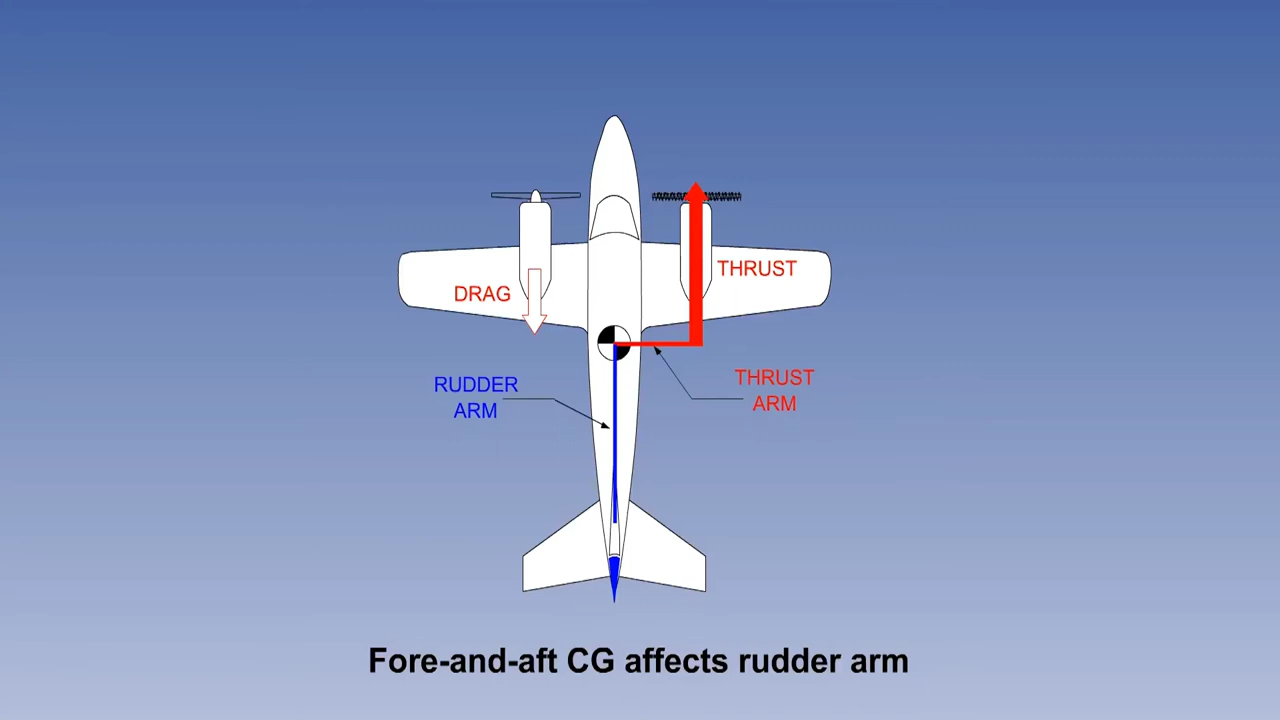 THRUST
DRAG
THRUST
ARM
RUDDER
ARM
Fore-and-aft CG affects rudder arm